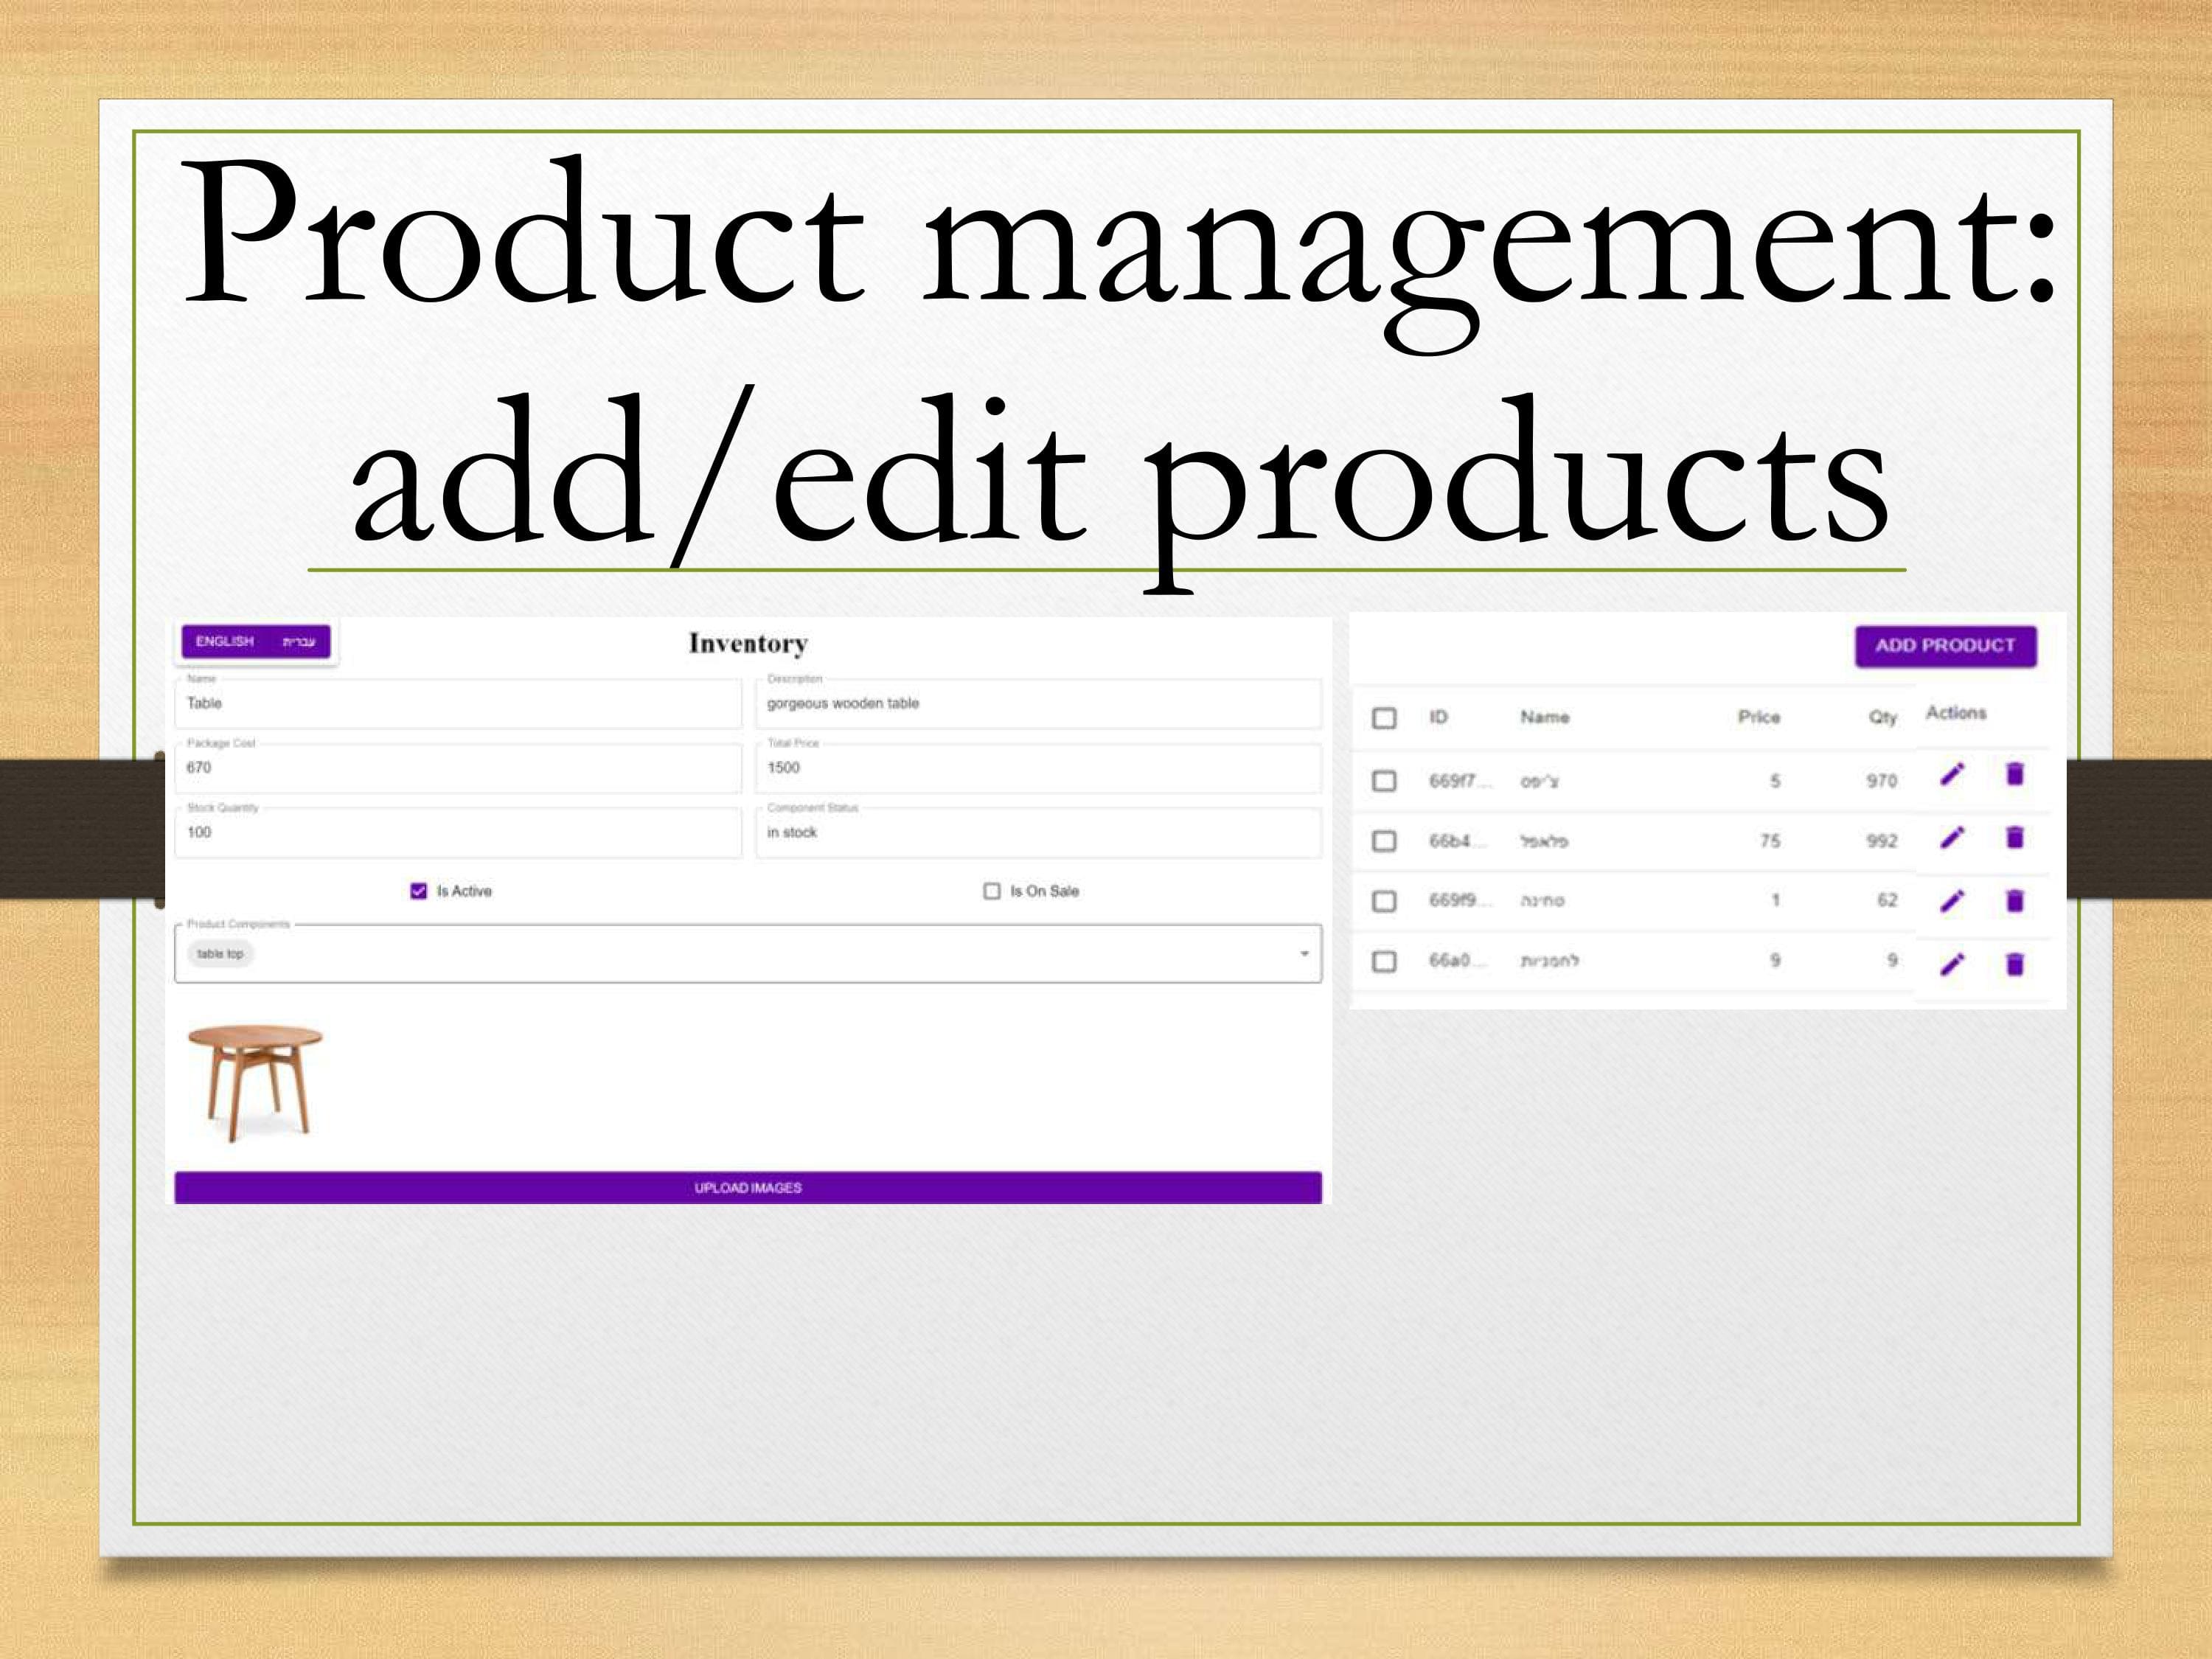 Product management:
add/edit products
ENGLISH עברית
Inventory
Name
Table
Description
gorgeous wooden table
Package Cost
670
Total Price
1500
Stock Quantity
100
Component Status
in stock
Is Active
Is On Sale
Product Components
table top
UPLOAD IMAGES
ADD PRODUCT
ID Name Price Qty Actions
669f7... צ'יפס 5 970
66b4... פלאפל 75 992
669f9... טחינה 1 62
66a0... לחמניות 9 9